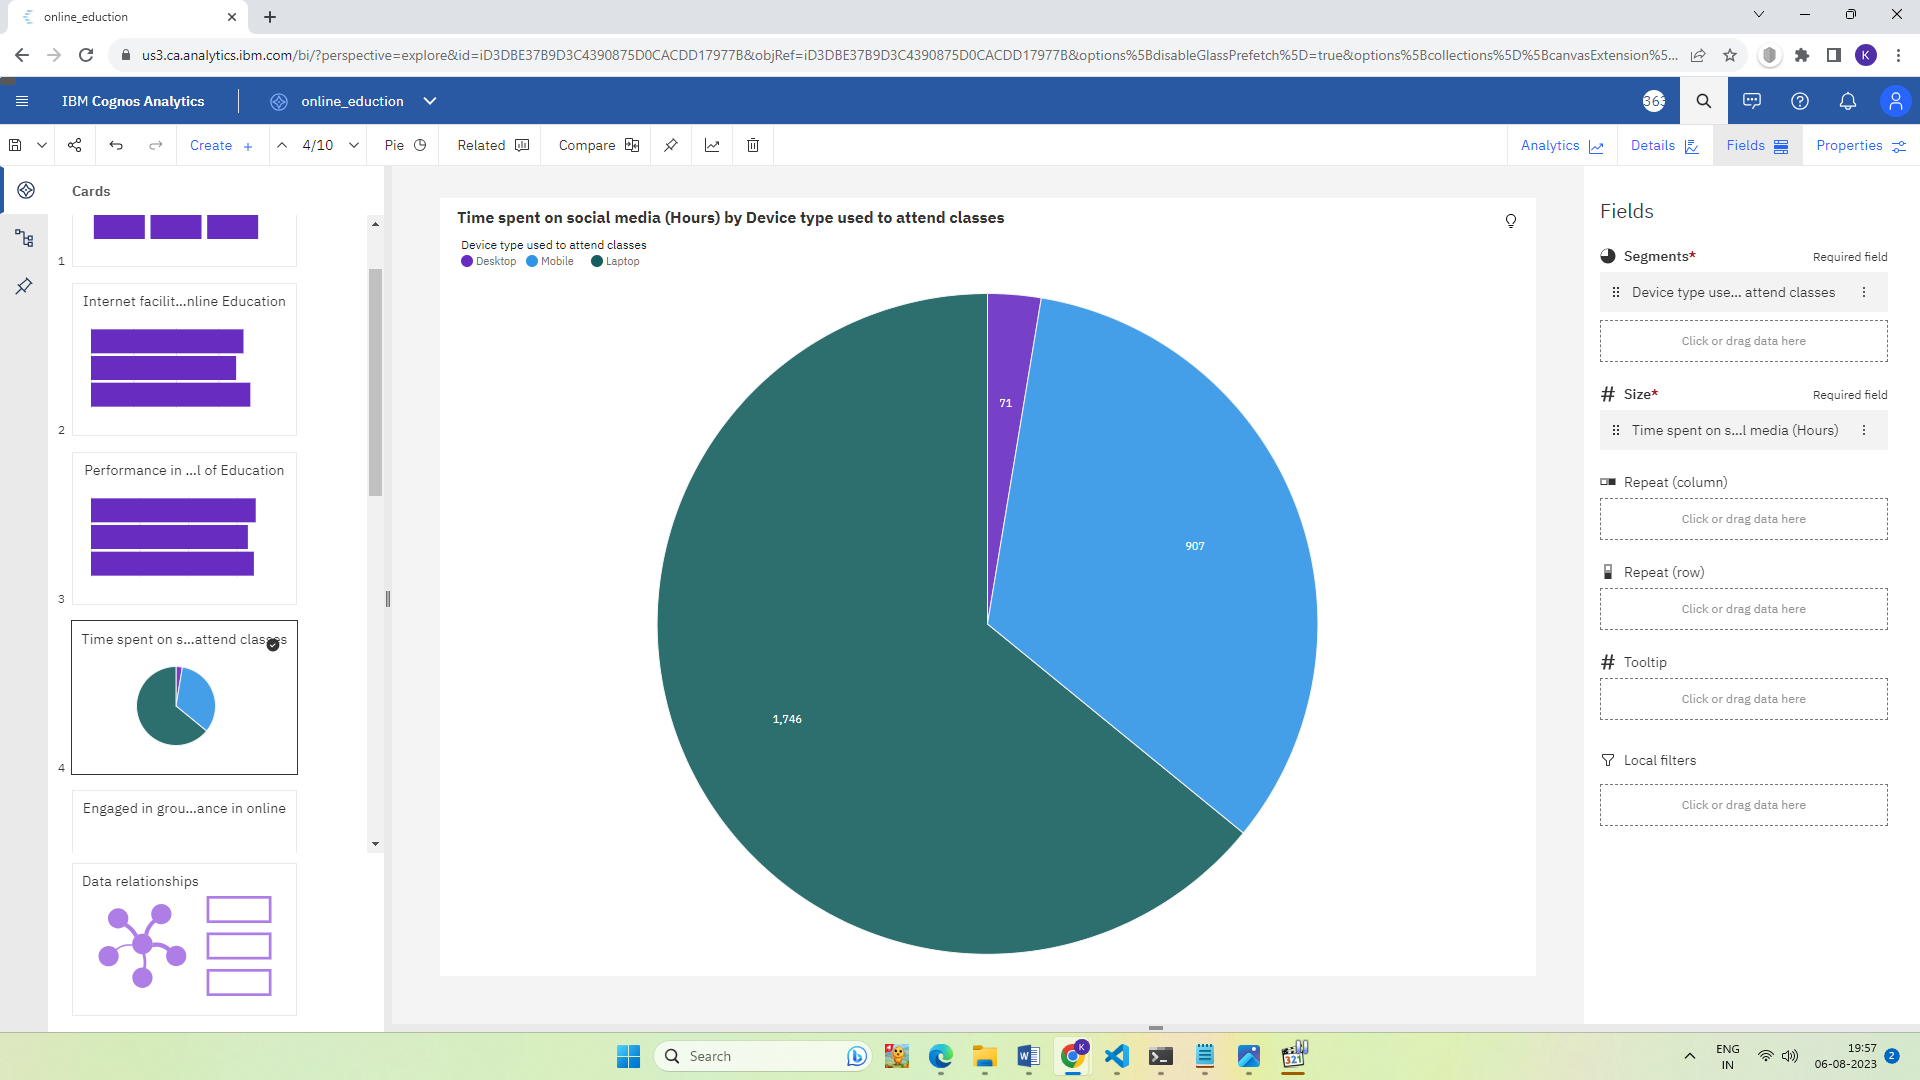 online_eduction
us3.ca.analytics.ibm.com/bi/?perspective=explore&id=iD3DBE37B9D3C4390875D0CACDD17977B&objRef=iD3DBE37B9D3C4390875D0CACDD17977B&options%5BdisableGlassPrefetch%5D=true&options%5Bcollections%5D%5BcanvasExtension%5...
K
IBM Cognos Analytics
online_eduction
363
Create +
4/10
Pie
Related
Compare
Analytics
Details
Fields
Properties
Cards
1
Internet facilit...nline Education
2
Performance in ...l of Education
3
Time spent on s...attend classes
4
Engaged in grou...ance in online
Data relationships
Time spent on social media (Hours) by Device type used to attend classes
Device type used to attend classes
Desktop Mobile Laptop
71
907
1,746
Fields
Segments* Required field
Device type use... attend classes
Click or drag data here
# Size* Required field
Time spent on s...l media (Hours)
Repeat (column)
Click or drag data here
Repeat (row)
Click or drag data here
# Tooltip
Click or drag data here
Local filters
Click or drag data here
Search
K
321
ENG
IN
19:57
06-08-2023
2